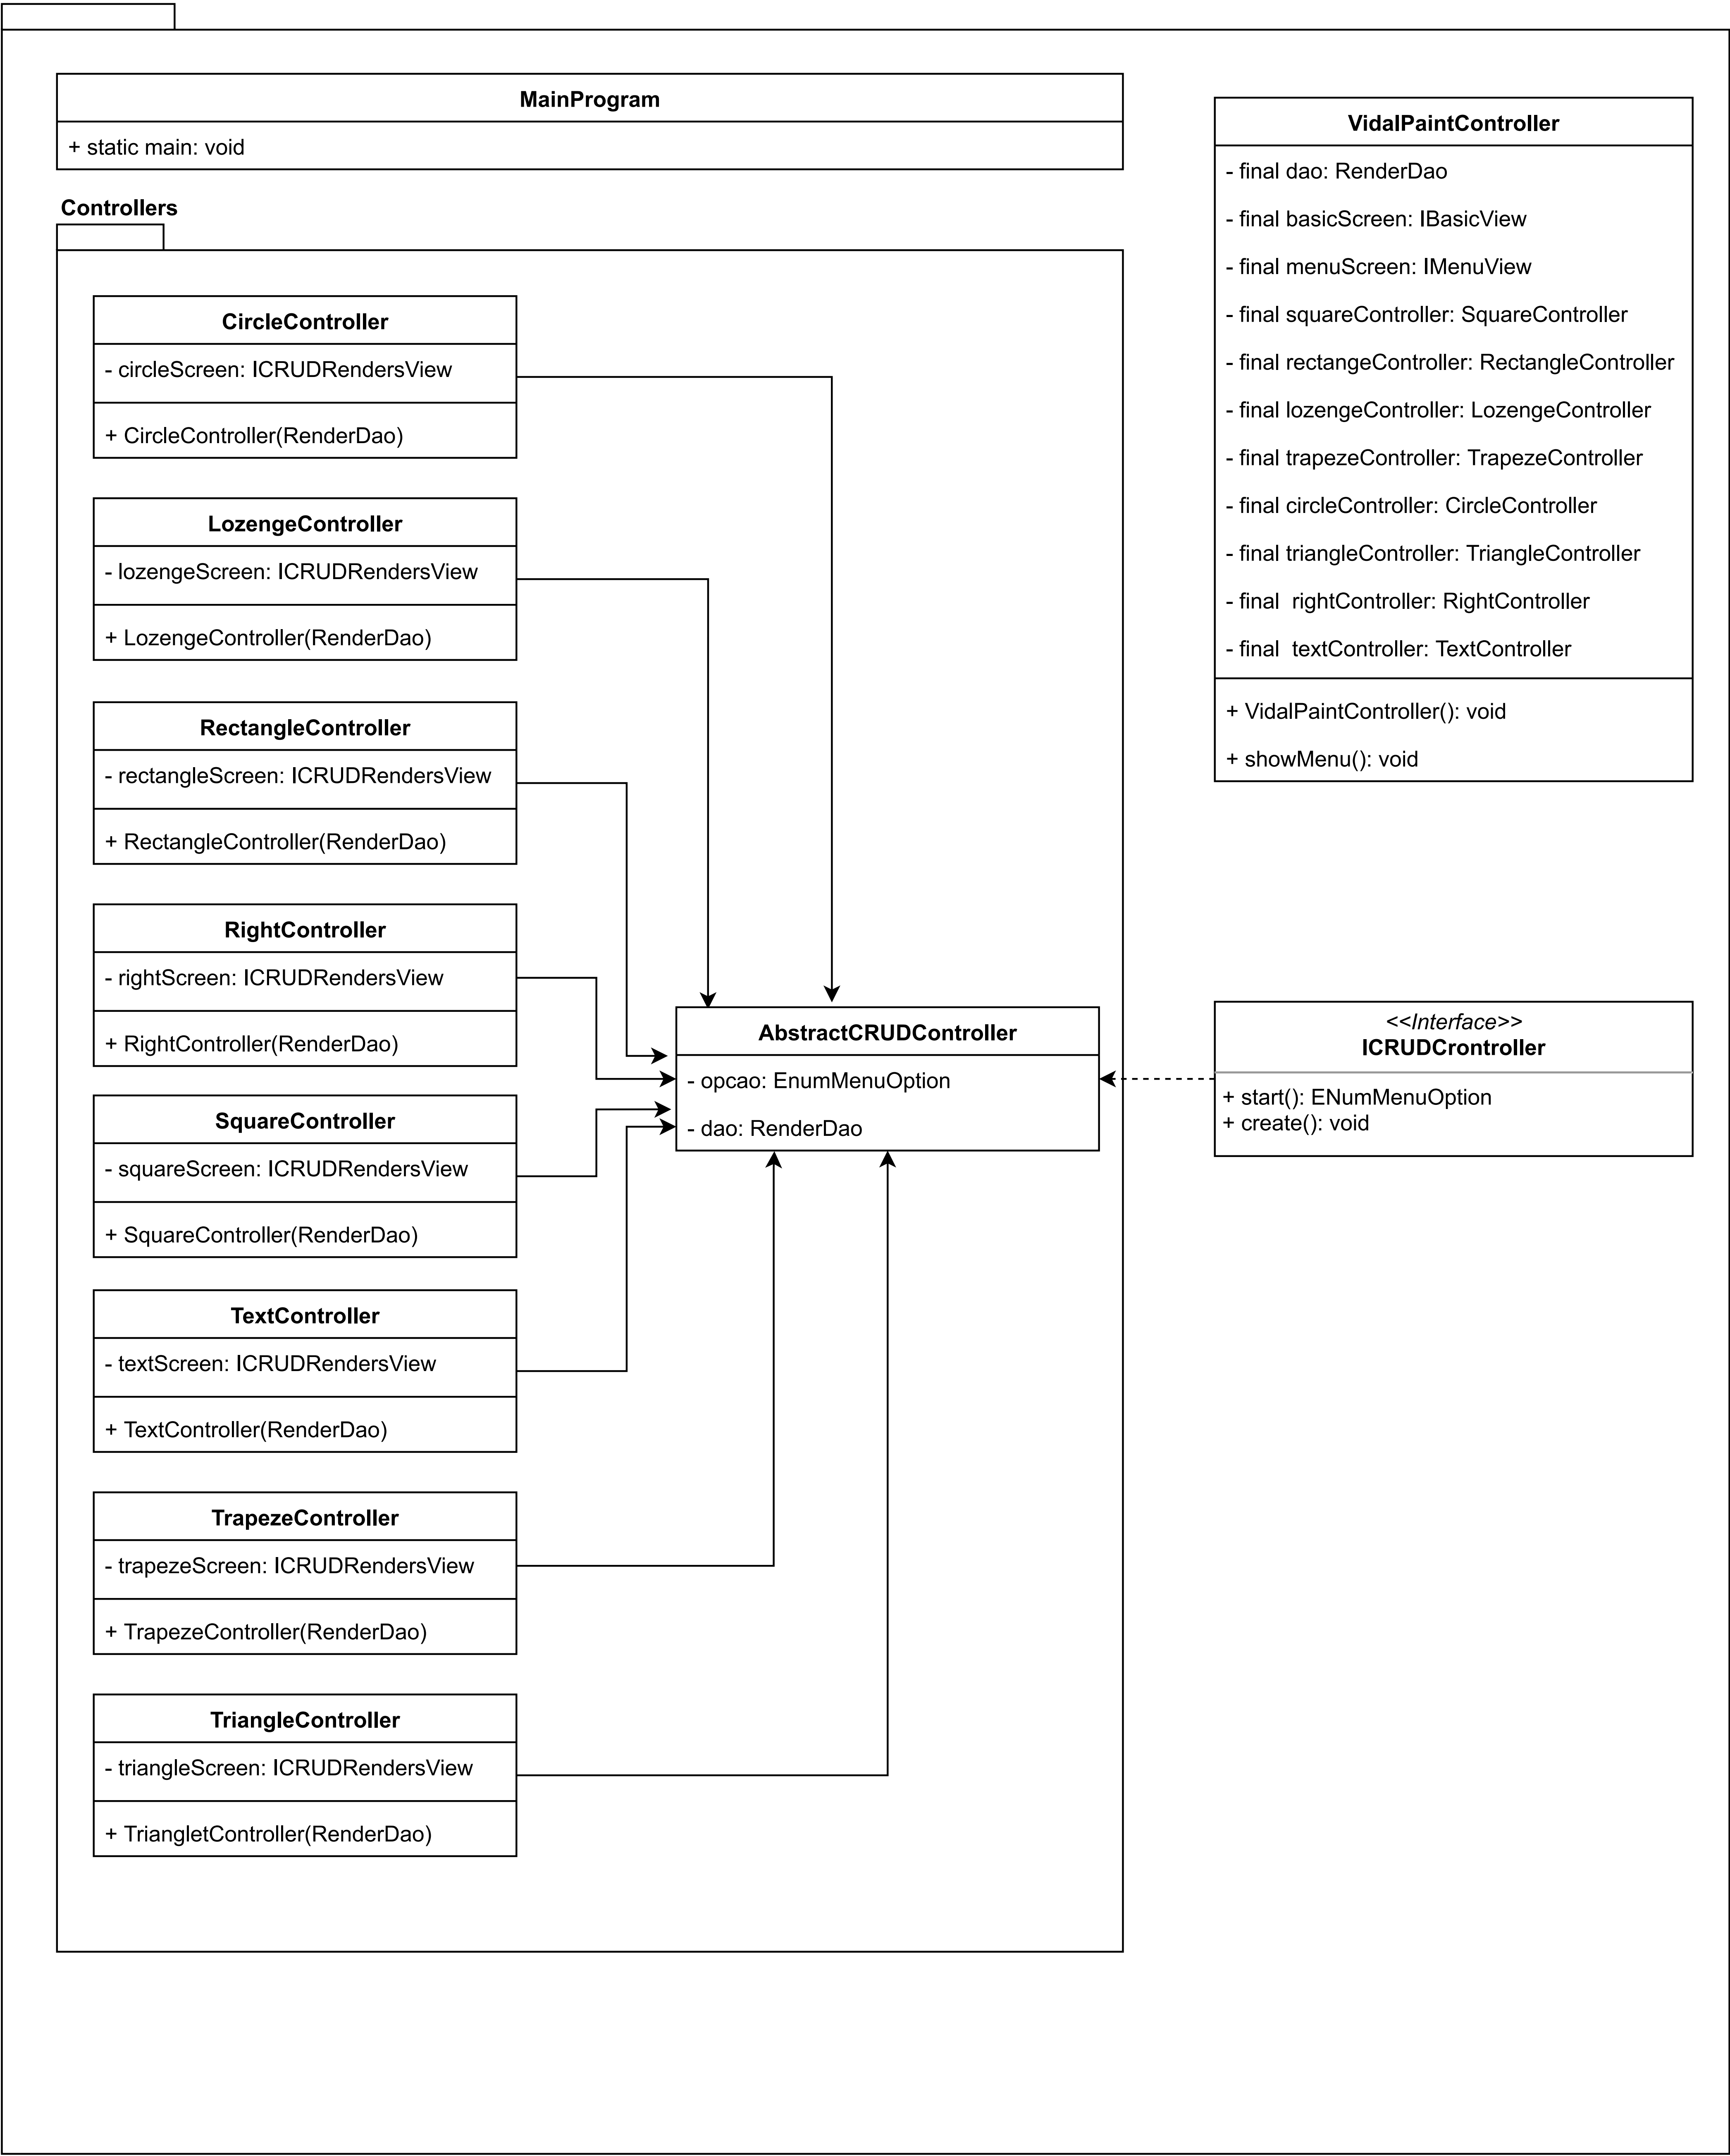 MainProgram
+ static main: void
Controllers
CircleController
- circleScreen: ICRUDRendersView
+ CircleController(RenderDao)
LozengeController
- lozengeScreen: ICRUDRendersView
+ LozengeController(RenderDao)
RectangleController
- rectangleScreen: ICRUDRendersView
+ RectangleController(RenderDao)
RightController
- rightScreen: ICRUDRendersView
+ RightController(RenderDao)
SquareController
- squareScreen: ICRUDRendersView
+ SquareController(RenderDao)
TextController
- textScreen: ICRUDRendersView
+ TextController(RenderDao)
TrapezeController
- trapezeScreen: ICRUDRendersView
+ TrapezeController(RenderDao)
TriangleController
- triangleScreen: ICRUDRendersView
+ TriangletController(RenderDao)
AbstractCRUDController
- opcao: EnumMenuOption
- dao: RenderDao
VidalPaintController
- final dao: RenderDao
- final basicScreen: IBasicView
- final menuScreen: IMenuView
- final squareController: SquareController
- final rectangeController: RectangleController
- final lozengeController: LozengeController
- final trapezeController: TrapezeController
- final circleController: CircleController
- final triangleController: TriangleController
- final  rightController: RightController
- final  textController: TextController
+ VidalPaintController(): void
+ showMenu(): void
<<Interface>>
ICRUDCrontroller
+ start(): ENumMenuOption
+ create(): void